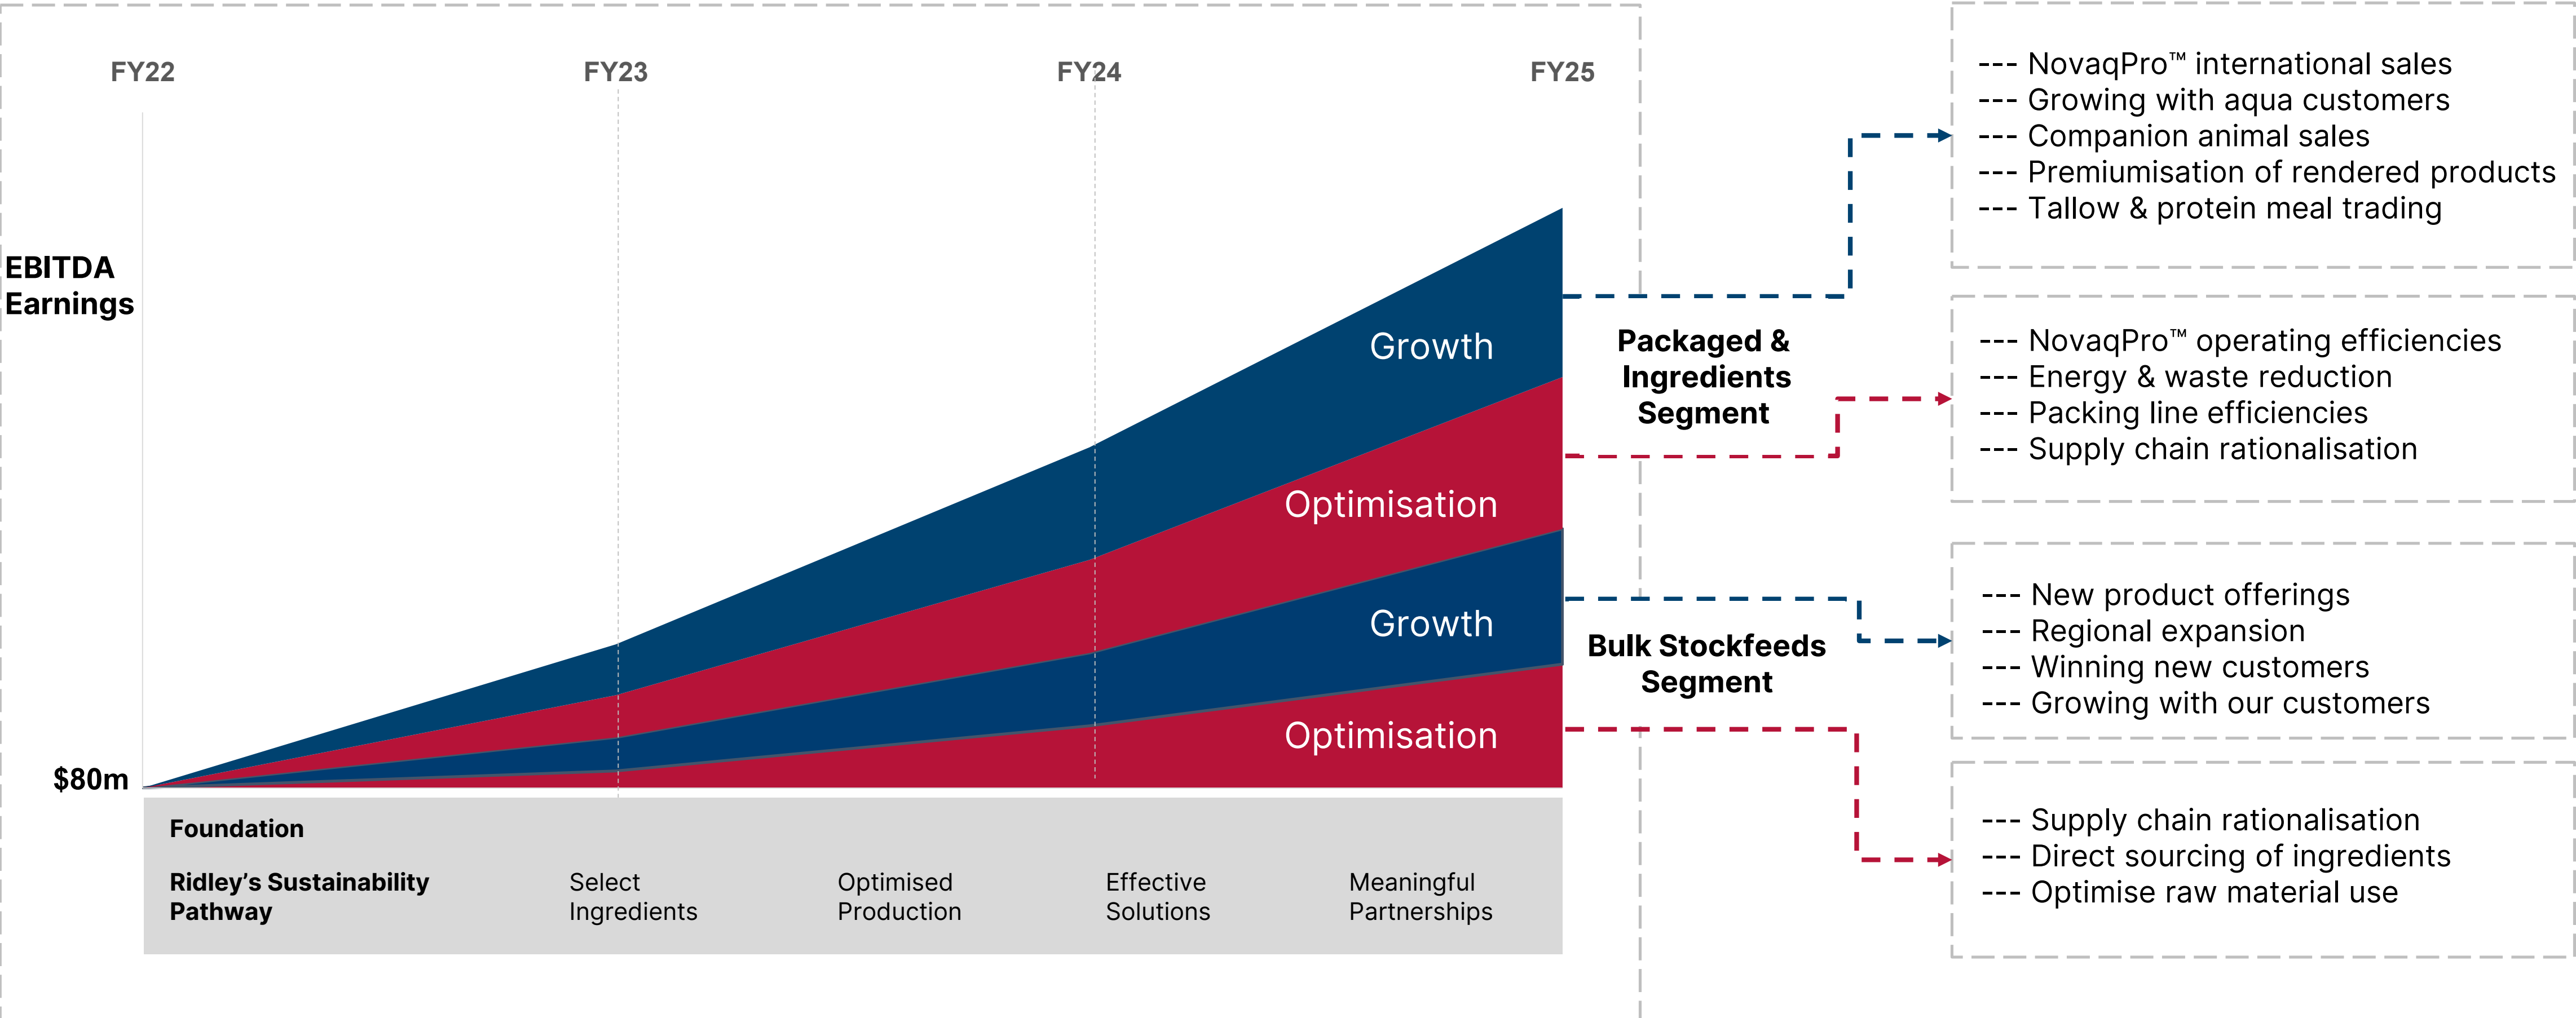 FY22
FY23
FY24
FY25
EBITDA
Earnings
$80m
Growth
Optimisation
Growth
Optimisation
Packaged &
Ingredients
Segment
Bulk Stockfeeds
Segment
--- NovaqPro™ international sales
--- Growing with aqua customers
--- Companion animal sales
--- Premiumisation of rendered products
--- Tallow & protein meal trading
--- NovaqPro™ operating efficiencies
--- Energy & waste reduction
--- Packing line efficiencies
--- Supply chain rationalisation
--- New product offerings
--- Regional expansion
--- Winning new customers
--- Growing with our customers
--- Supply chain rationalisation
--- Direct sourcing of ingredients
--- Optimise raw material use
Foundation
Ridley’s Sustainability
Pathway
Select
Ingredients
Optimised
Production
Effective
Solutions
Meaningful
Partnerships